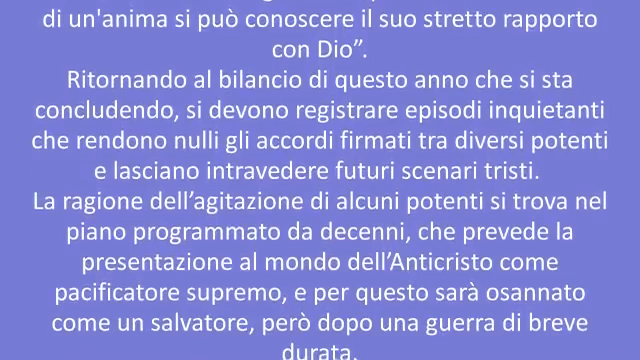 di un'anima si può conoscere il suo stretto rapporto
con Dio”.
Ritornando al bilancio di questo anno che si sta
concludendo, si devono registrare episodi inquietanti
che rendono nulli gli accordi firmati tra diversi potenti
e lasciano intravedere futuri scenari tristi.
La ragione dell’agitazione di alcuni potenti si trova nel
piano programmato da decenni, che prevede la
presentazione al mondo dell’Anticristo come
pacificatore supremo, e per questo sarà osannato
come un salvatore, però dopo una guerra di breve
durata.